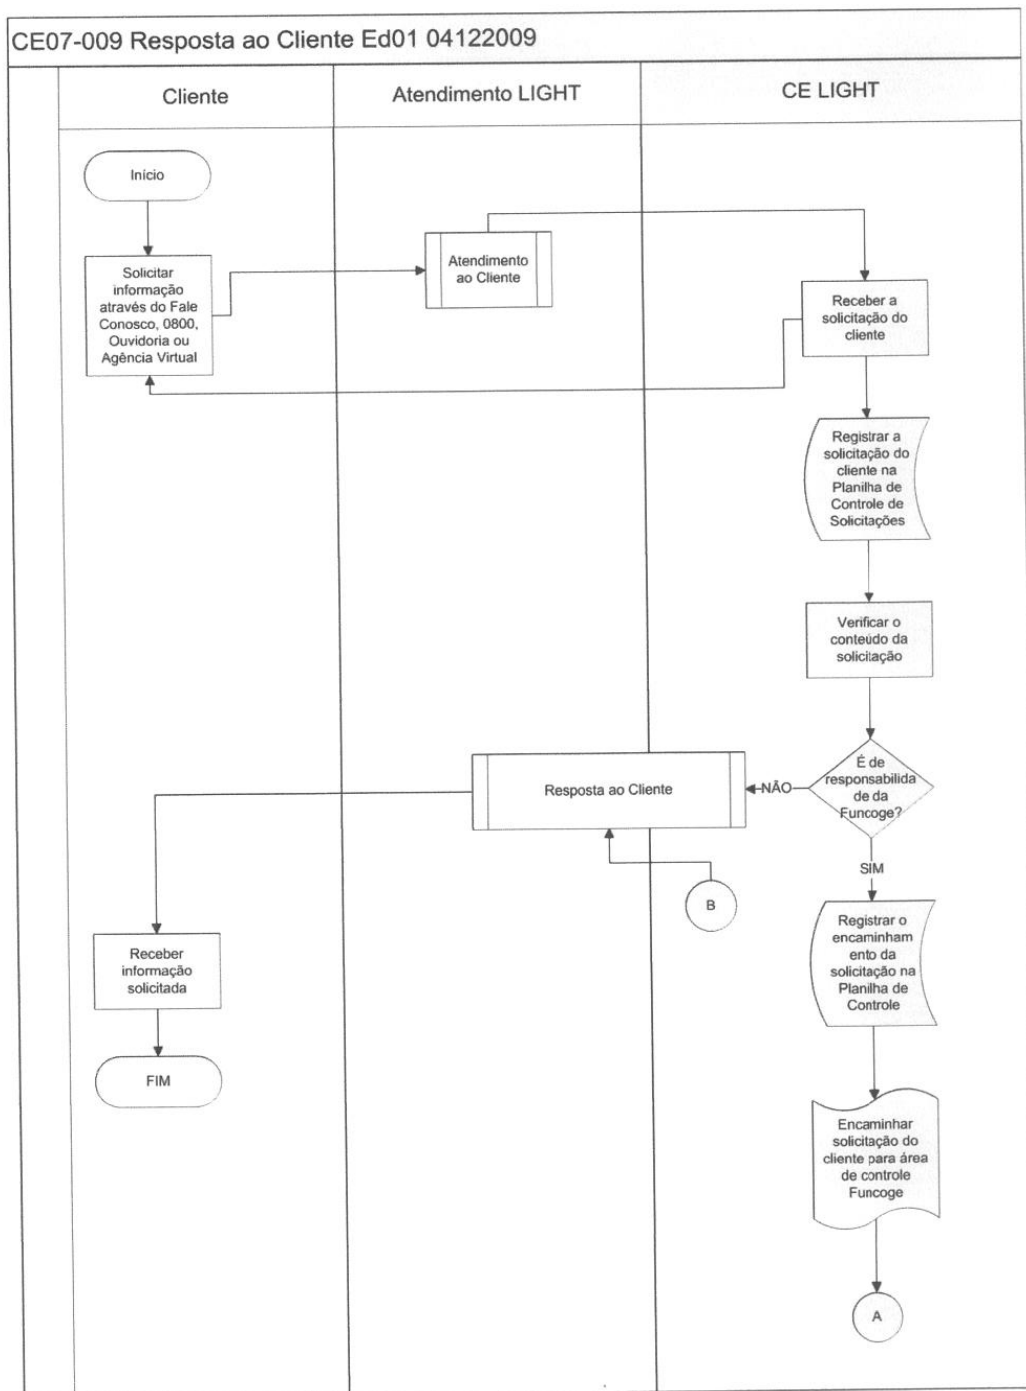 CE07-009 Resposta ao Cliente Ed01 04122009
Cliente
Atendimento LIGHT
CE LIGHT
Início
Solicitar
informação
através do Fale
Conosco, 0800,
Ouvidoria ou
Agência Virtual
Atendimento
ao Cliente
Receber a
solicitação do
cliente
Registrar a
solicitação do
cliente na
Planilha de
Controle de
Solicitações
Verificar o
conteúdo da
solicitação
É de
responsabilida
de da
Funcoge?
NÃO
Resposta ao Cliente
SIM
B
Registrar o
encaminham
ento da
solicitação na
Planilha de
Controle
Receber
informação
solicitada
FIM
Encaminhar
solicitação do
cliente para área
de controle
Funcoge
A